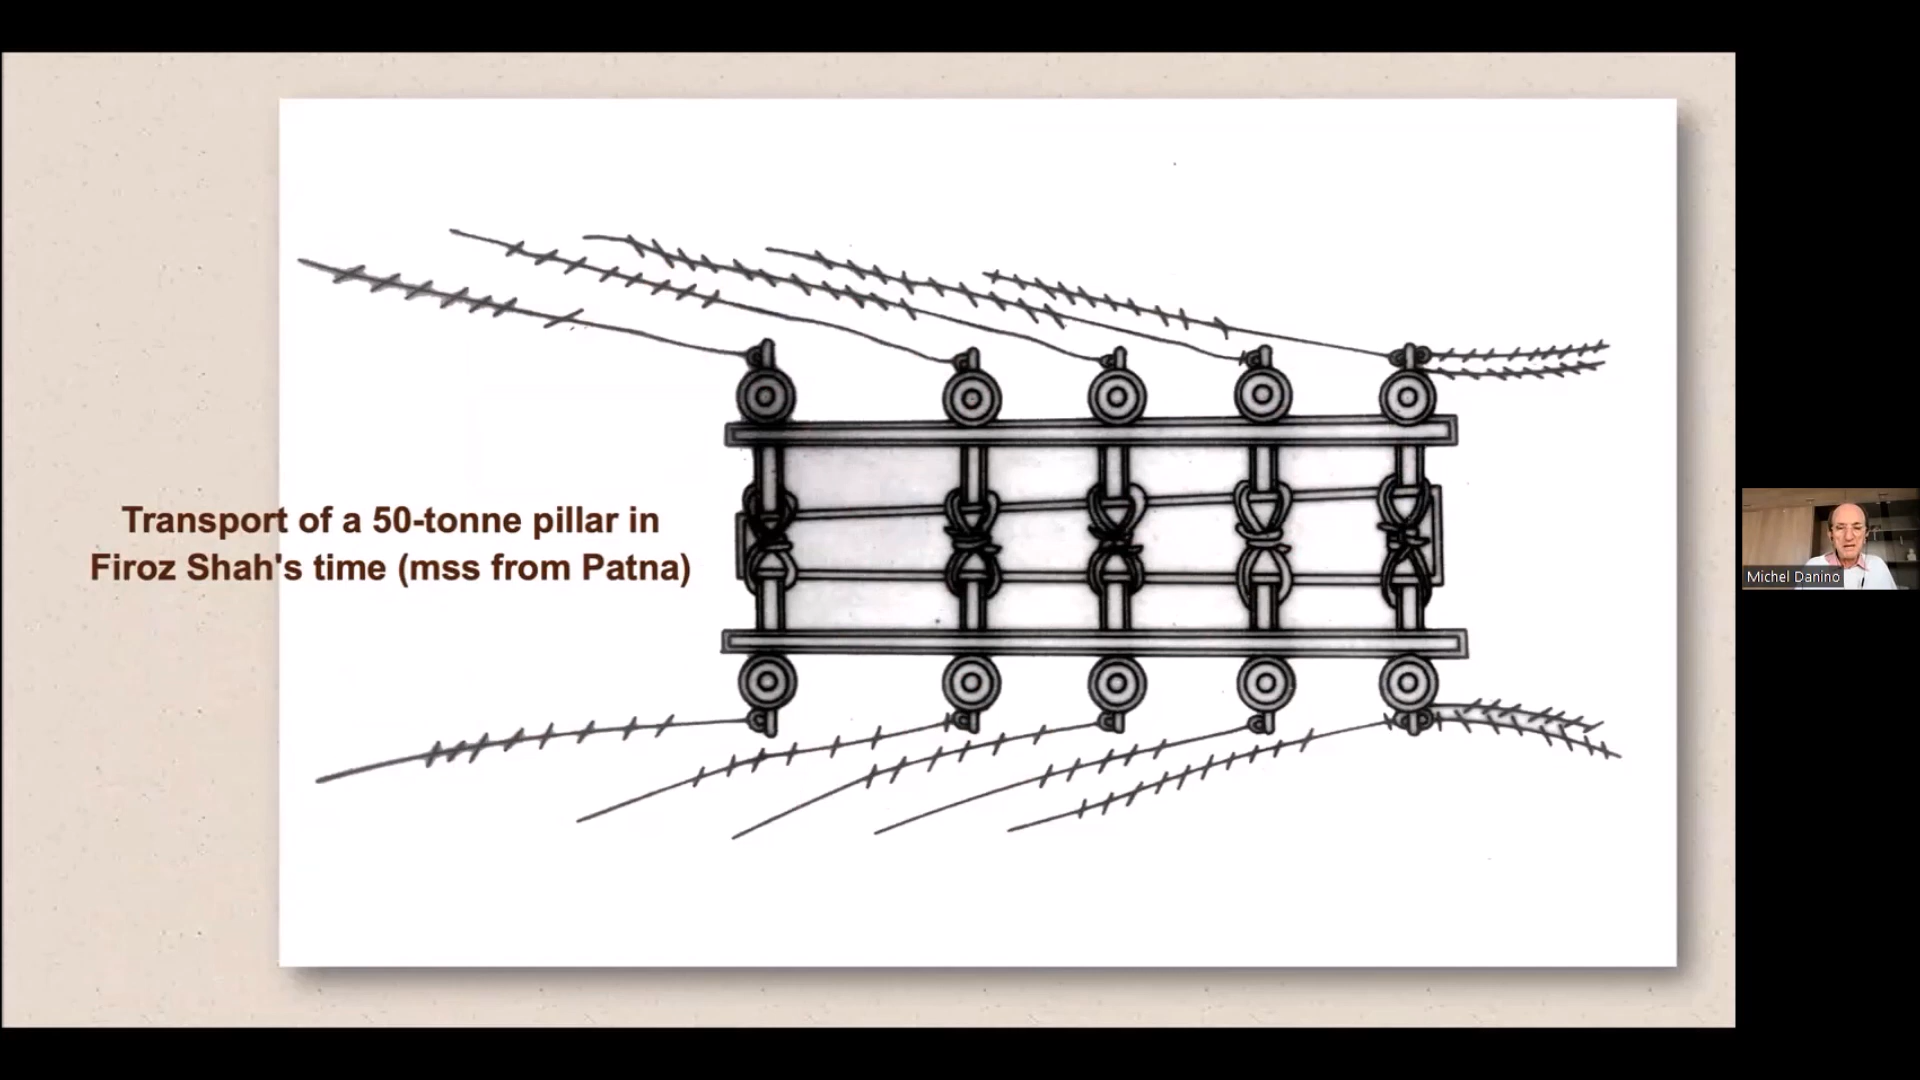 Transport of a 50-tonne pillar in
Firoz Shah's time (mss from Patna)
Michel Danino